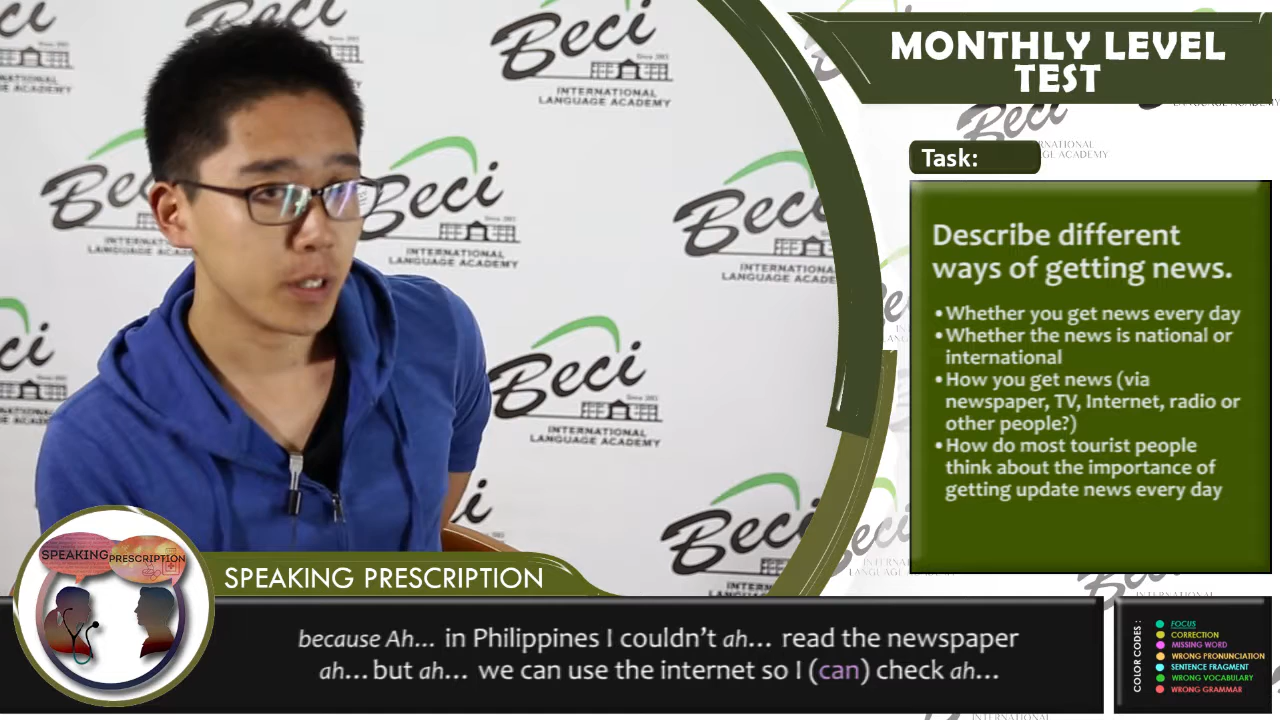 Beci
Since 2003
INTERNATIONAL
LANGUAGE ACADEMY
MONTHLY LEVEL
TEST
Task:
Describe different
ways of getting news.
•Whether you get news every day
•Whether the news is national or
international
•How you get news (via
newspaper, TV, Internet, radio or
other people?)
•How do most tourist people
think about the importance of
getting update news every day
SPEAKING PRESCRIPTION
SPEAKING PRESCRIPTION
because Ah... in Philippines I couldn't ah... read the newspaper
ah... but ah... we can use the internet so I (can) check ah...
COLOR CODES :
FOCUS
CORRECTION
MISSING WORD
WRONG PRONUNCIATION
SENTENCE FRAGMENT
WRONG VOCABULARY
WRONG GRAMMAR